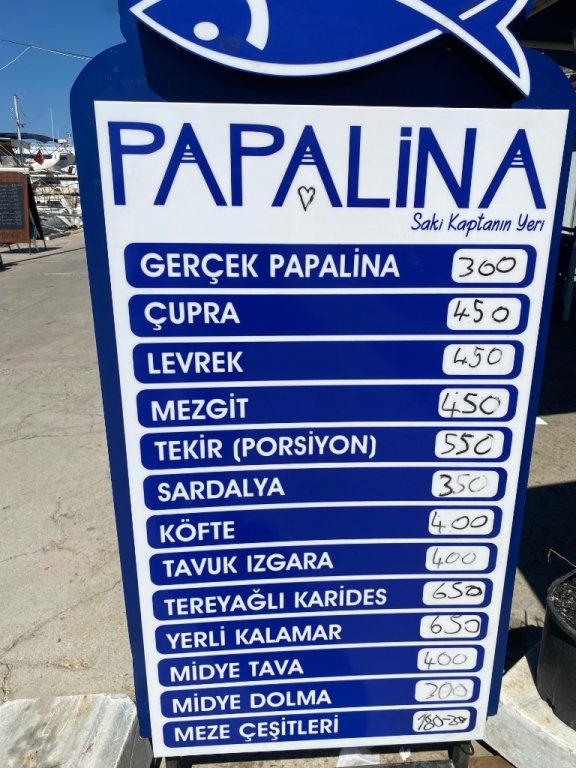 PAPALİNA
Saki Kaptanın Yeri
GERÇEK PAPALİNA 300
ÇUPRA 450
LEVREK 450
MEZGİT 450
TEKİR (PORSİYON) 550
SARDALYA 350
KÖFTE 400
TAVUK IZGARA 400
TEREYAĞLI KARİDES 650
YERLİ KALAMAR 650
MİDYE TAVA 400
MİDYE DOLMA 200
MEZE ÇEŞİTLERİ